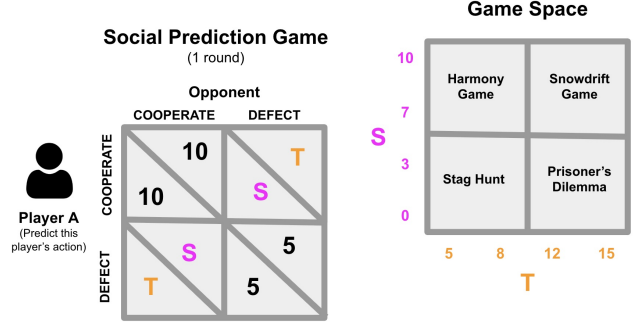 Social Prediction Game
(1 round)
Opponent
COOPERATE DEFECT
COOPERATE
10
10
T
S
Player A
(Predict this
player's action)
DEFECT
S
T
5
5
Game Space
S
10
7
3
0
Harmony
Game
Snowdrift
Game
Stag Hunt
Prisoner's
Dilemma
5 8 12 15
T